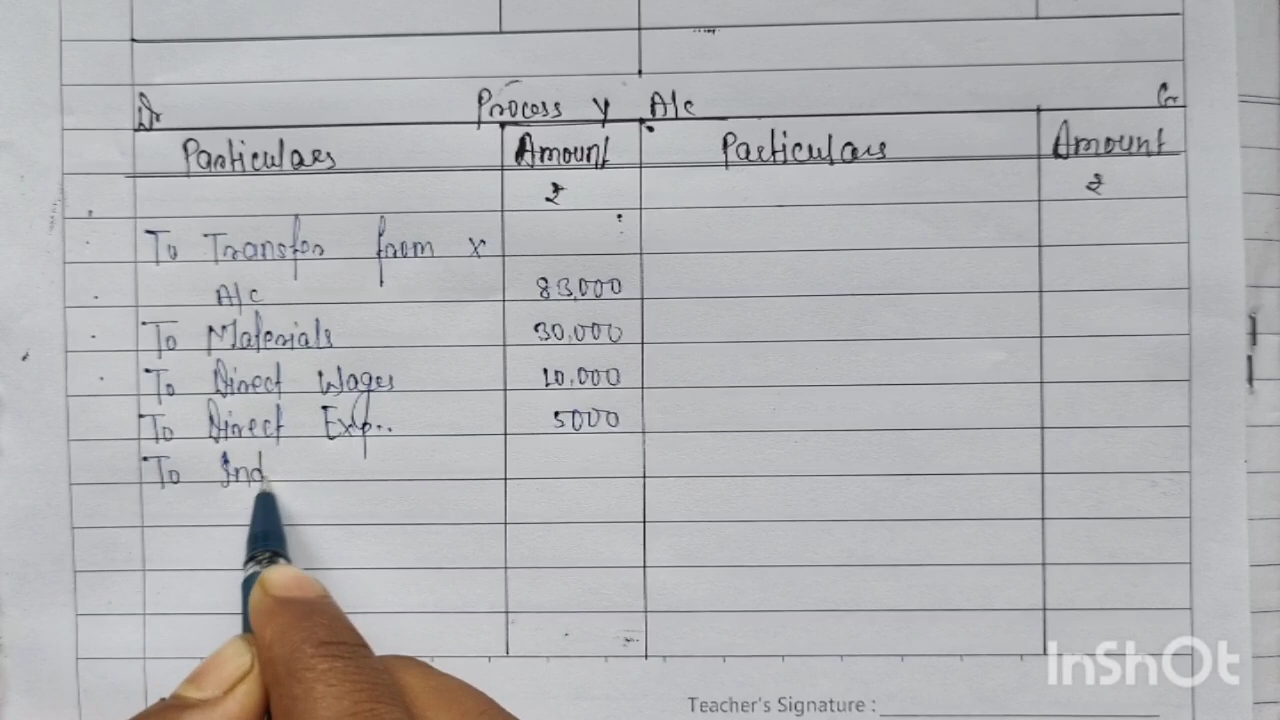 Dr Process y A/c Cr
Particulars Amount Particulars Amount
₹ ₹
To Transfer from x
A/c 83,000
To Materials 30,000
To Direct Wages 10,000
To Direct Exp..
5000
To Ind
InShOt
Teacher's Signature :